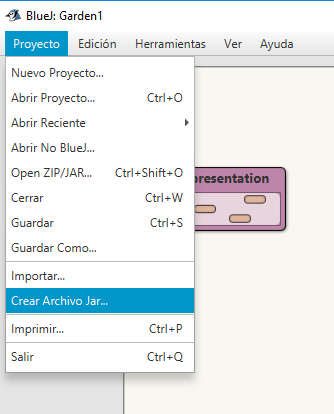 BlueJ: Garden1
Proyecto Edición Herramientas Ver Ayuda
Nuevo Proyecto...
Abrir Proyecto... Ctrl+O
Abrir Reciente
Abrir No BlueJ...
Open ZIP/JAR... Ctrl+Shift+O
Cerrar Ctrl+W
presentation
Guardar Ctrl+S
Guardar Como...
Importar...
Crear Archivo Jar...
Imprimir... Ctrl+P
Salir Ctrl+Q